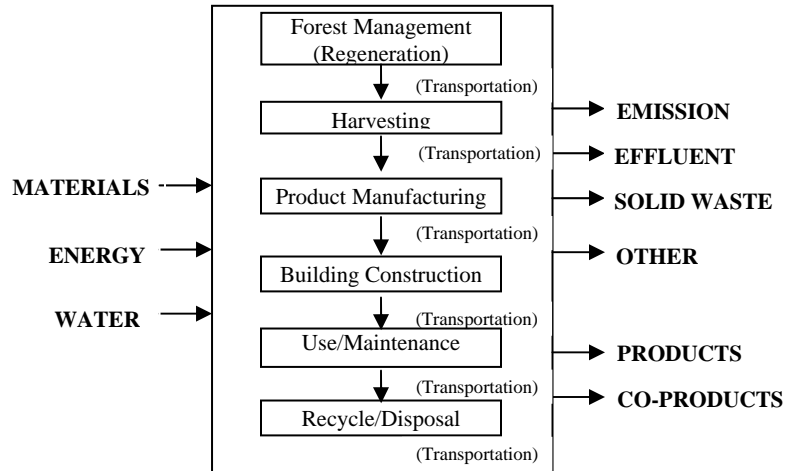 Forest Management
(Regeneration)
(Transportation)
Harvesting
EMISSION
(Transportation)
EFFLUENT
MATERIALS
Product Manufacturing
SOLID WASTE
(Transportation)
ENERGY
OTHER
Building Construction
WATER
(Transportation)
Use/Maintenance
PRODUCTS
(Transportation)
CO-PRODUCTS
Recycle/Disposal
(Transportation)